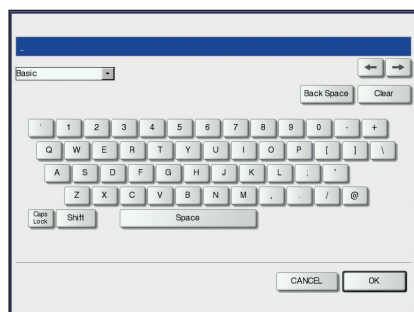 _
Basic
← →
Back Space Clear
` 1 2 3 4 5 6 7 8 9 0 - +
Q W E R T Y U I O P [ ] \
A S D F G H J K L ; '
Z X C V B N M , . / @
Caps Lock Shift Space
CANCEL OK